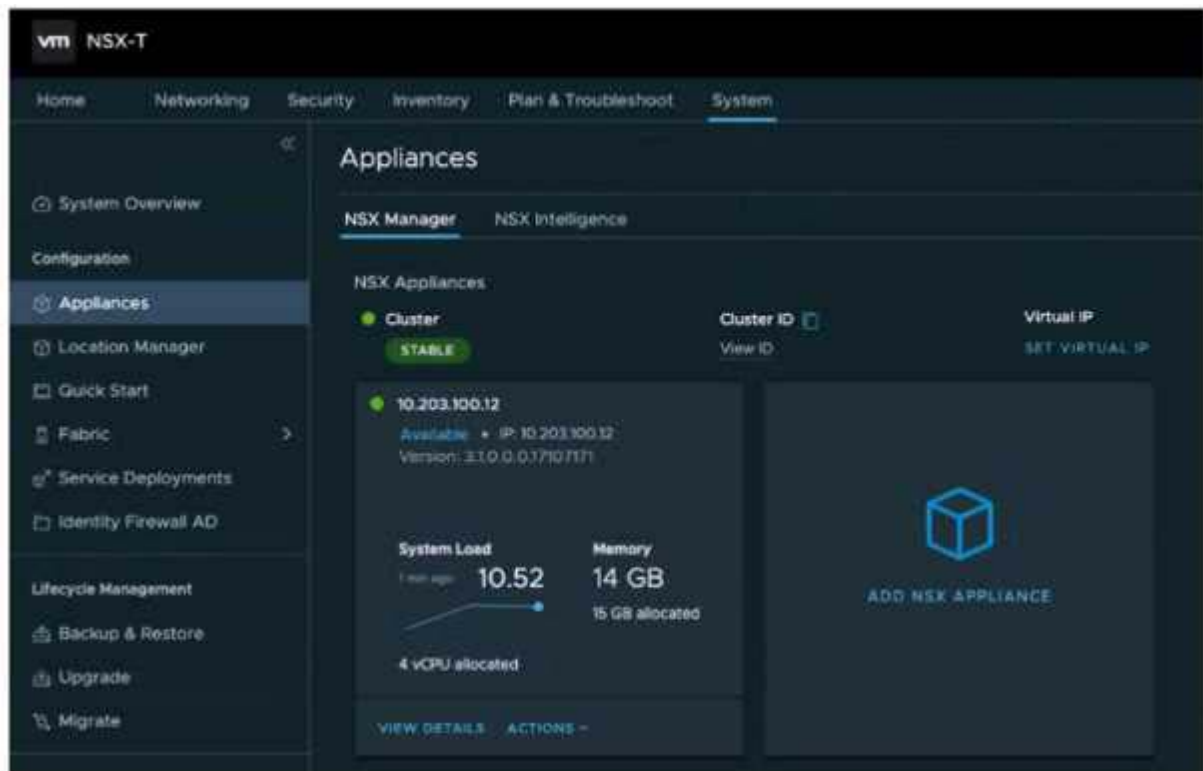 vm NSX-T
Home Networking Security Inventory Plan & Troubleshoot System
Appliances
System Overview
NSX Manager NSX Intelligence
Configuration
NSX Appliances
Appliances
Cluster Cluster ID Virtual IP
STABLE View ID SET VIRTUAL IP
Location Manager
Quick Start
10.203.100.12
Fabric
Available • IP: 10.203.100.12
Version: 3.1.0.0.0.17107171
Service Deployments
Identity Firewall AD
System Load Memory
1 min ago 10.52 14 GB
15 GB allocated
ADD NSX APPLIANCE
Lifecycle Management
Backup & Restore
4 vCPU allocated
Upgrade
Migrate
VIEW DETAILS ACTIONS